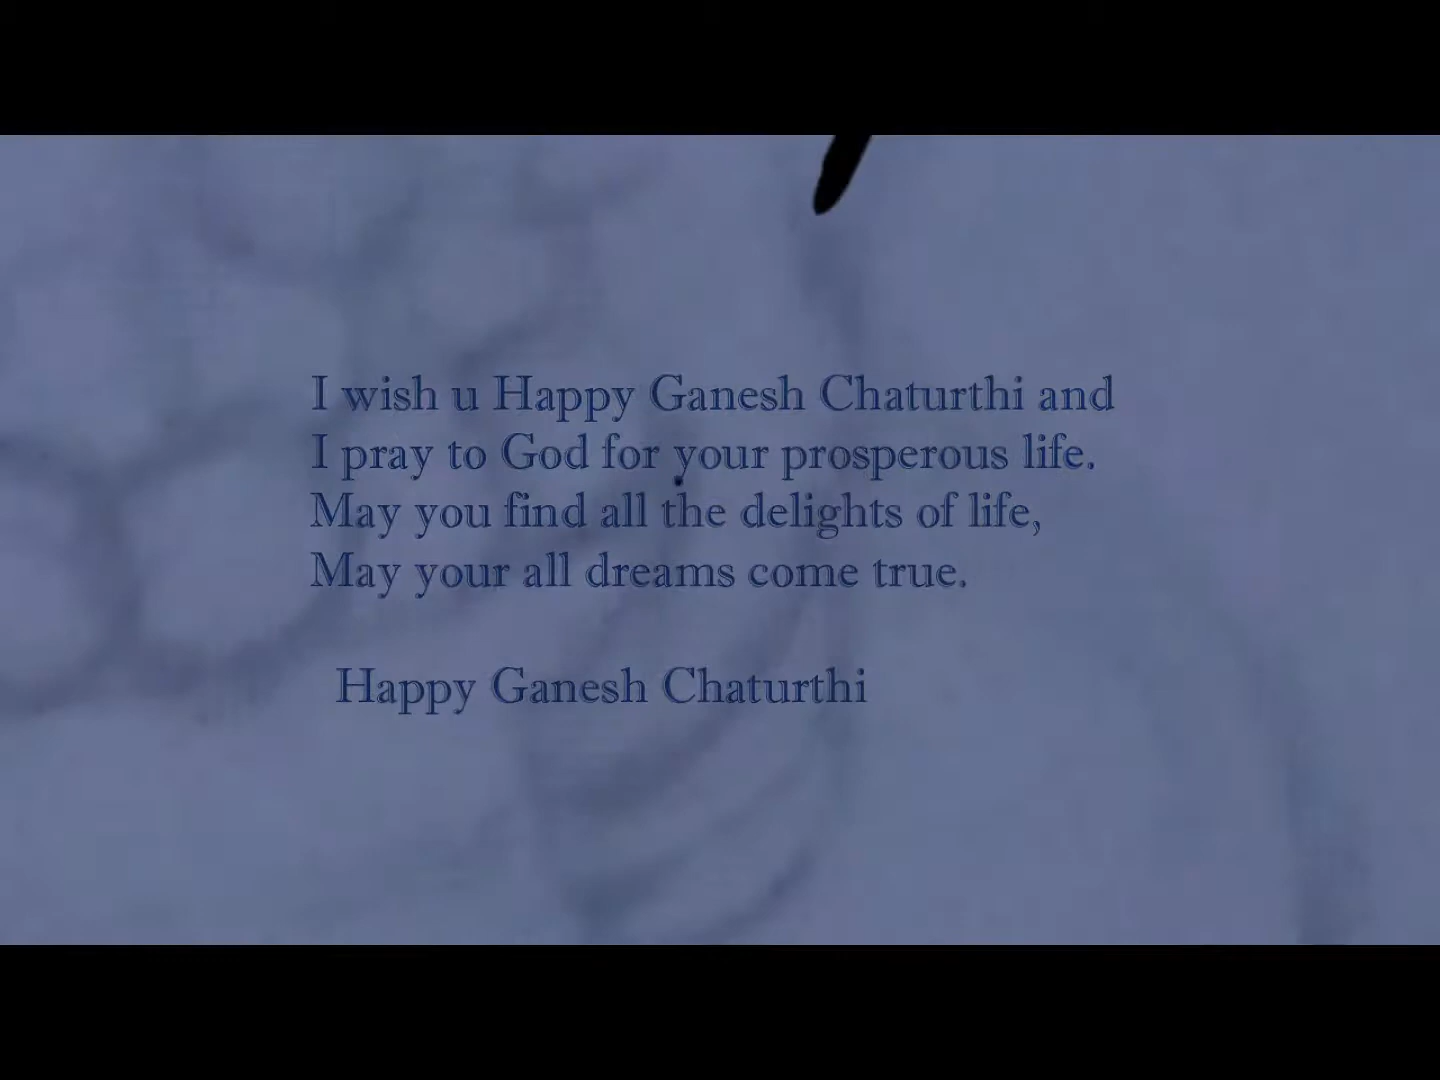 I wish u Happy Ganesh Chaturthi and
I pray to God for your prosperous life.
May you find all the delights of life,
May your all dreams come true.
Happy Ganesh Chaturthi